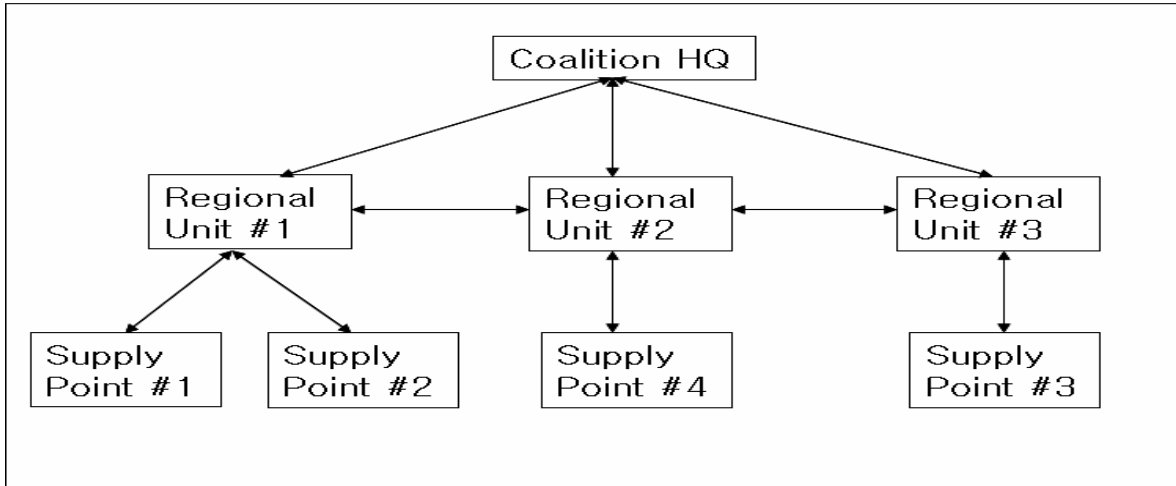 Coalition HQ
Regional
Unit #1
Regional
Unit #2
Regional
Unit #3
Supply
Point #1
Supply
Point #2
Supply
Point #4
Supply
Point #3